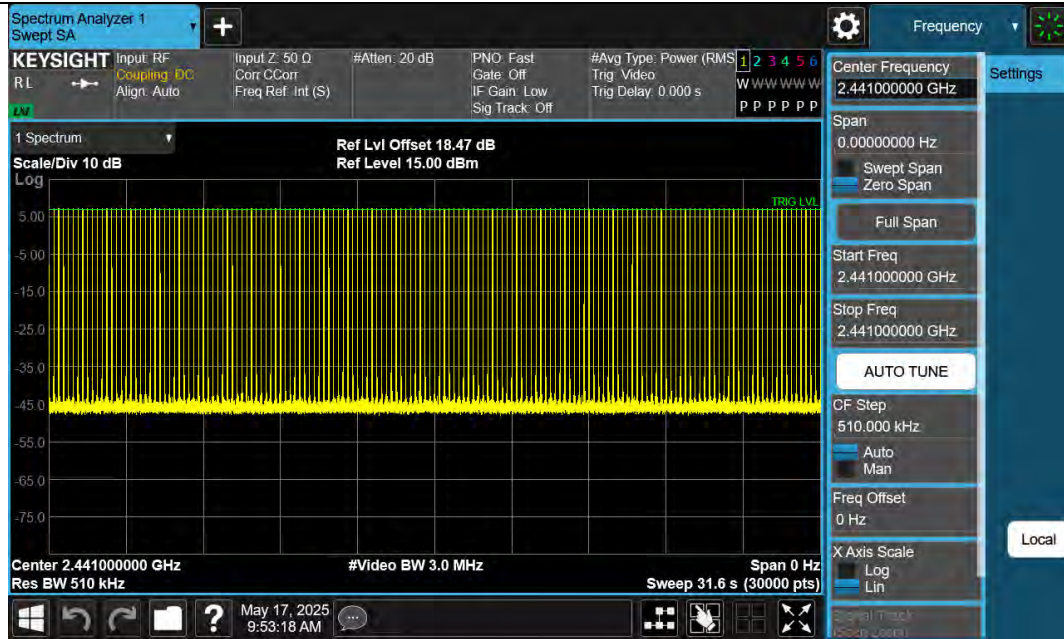 Spectrum Analyzer 1
Swept SA
+
Frequency
KEYSIGHT
RL
LNI
Input: RF
Coupling: DC
Align: Auto
Input Z: 50 Ω
Corr CCorr
Freq Ref: Int (S)
#Atten: 20 dB
PNO: Fast
Gate: Off
IF Gain: Low
Sig Track: Off
#Avg Type: Power (RMS
Trig: Video
Trig Delay: 0.000 s
1 2 3 4 5 6
W W W W W W
P P P P P P
1 Spectrum
Scale/Div 10 dB
Log
Ref Lvl Offset 18.47 dB
Ref Level 15.00 dBm
TRIG LVL
5.00
-5.00
-15.0
-25.0
-35.0
-45.0
-55.0
-65.0
-75.0
Center 2.441000000 GHz
#Video BW 3.0 MHz
Span 0 Hz
Res BW 510 kHz
Sweep 31.6 s (30000 pts)
Center Frequency
2.441000000 GHz
Settings
Span
0.00000000 Hz
Swept Span
Zero Span
Full Span
Start Freq
2.441000000 GHz
Stop Freq
2.441000000 GHz
AUTO TUNE
CF Step
510.000 kHz
Auto
Man
Freq Offset
0 Hz
X Axis Scale
Log
Lin
Local
Signal Track
(Span Zoom)
?
May 17, 2025
9:53:18 AM